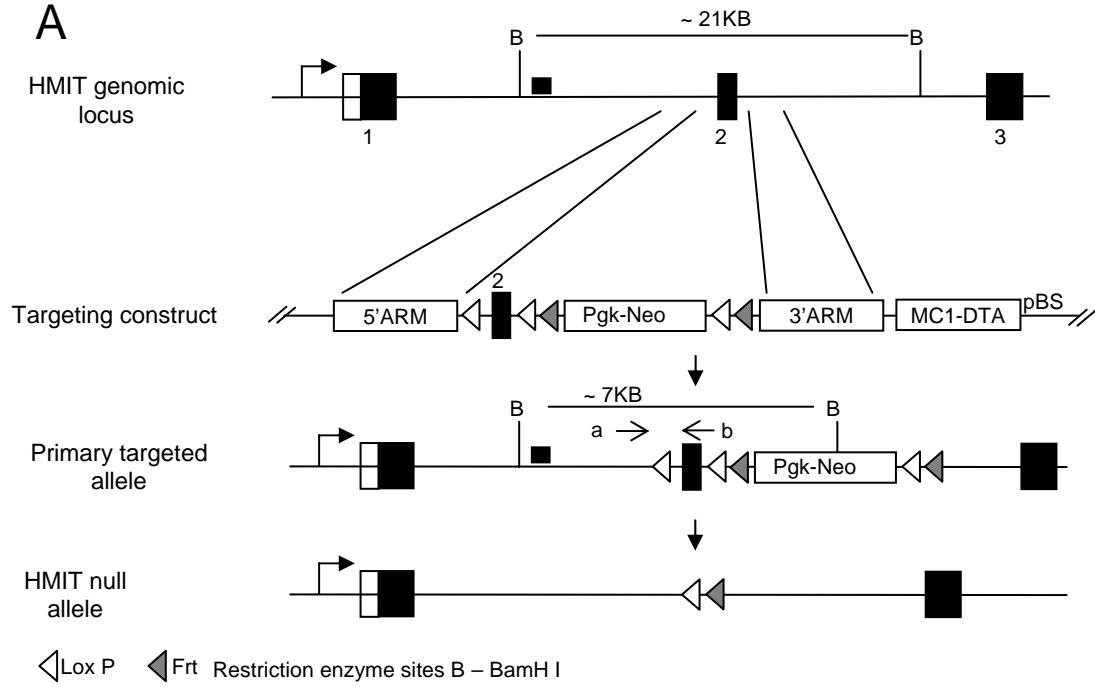 A
~ 21KB
B
B
HMIT genomic
locus
1
2
3
2
Targeting construct
5'ARM
Pgk-Neo
3'ARM
MC1-DTA
pBS
~ 7KB
B
B
a
b
Primary targeted
allele
Pgk-Neo
HMIT null
allele
Lox P
Frt
Restriction enzyme sites B – BamH I